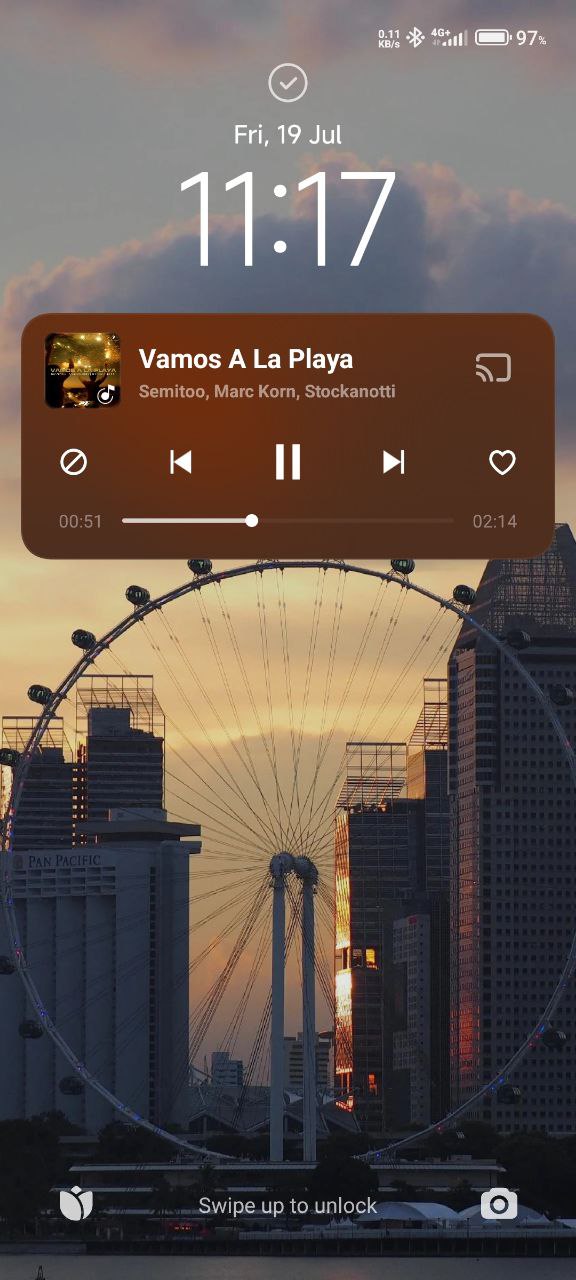 0.11
KB/s
4G+
97%
Fri, 19 Jul
11:17
VAMOS A LA PLAYA
Vamos A La Playa
Semitoo, Marc Korn, Stockanotti
00:51
02:14
PAN PACIFIC
Swipe up to unlock